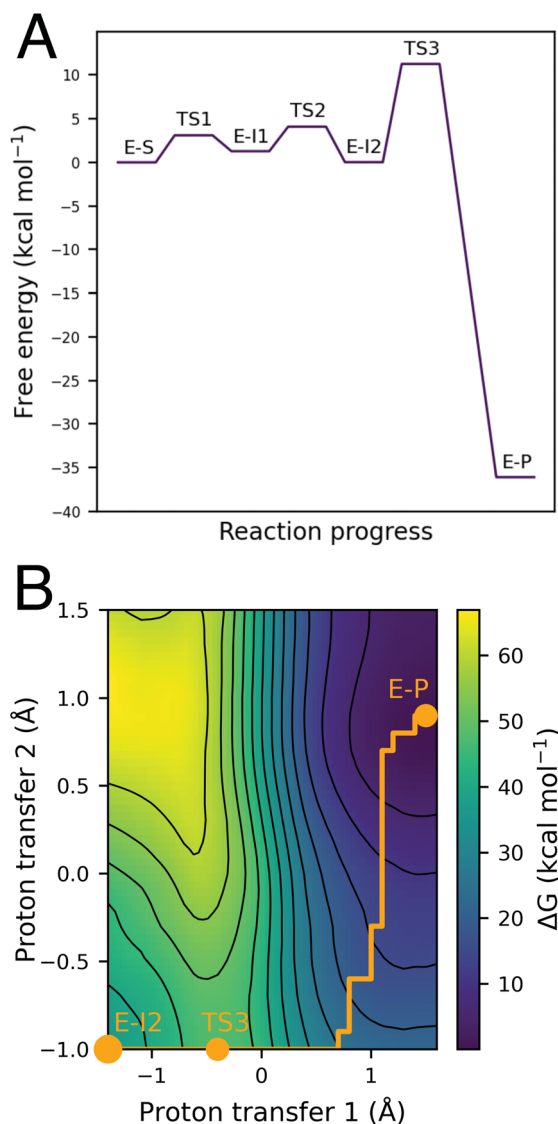 A
10
5
0
−5
−10
−15
−20
−25
−30
−35
−40
Free energy (kcal mol⁻¹)
E-S
TS1
E-I1
TS2
E-I2
TS3
E-P
Reaction progress
B
1.5
1.0
0.5
0.0
−0.5
−1.0
Proton transfer 2 (Å)
E-P
E-I2
TS3
−1
0
1
Proton transfer 1 (Å)
60
50
40
30
20
10
ΔG (kcal mol⁻¹)